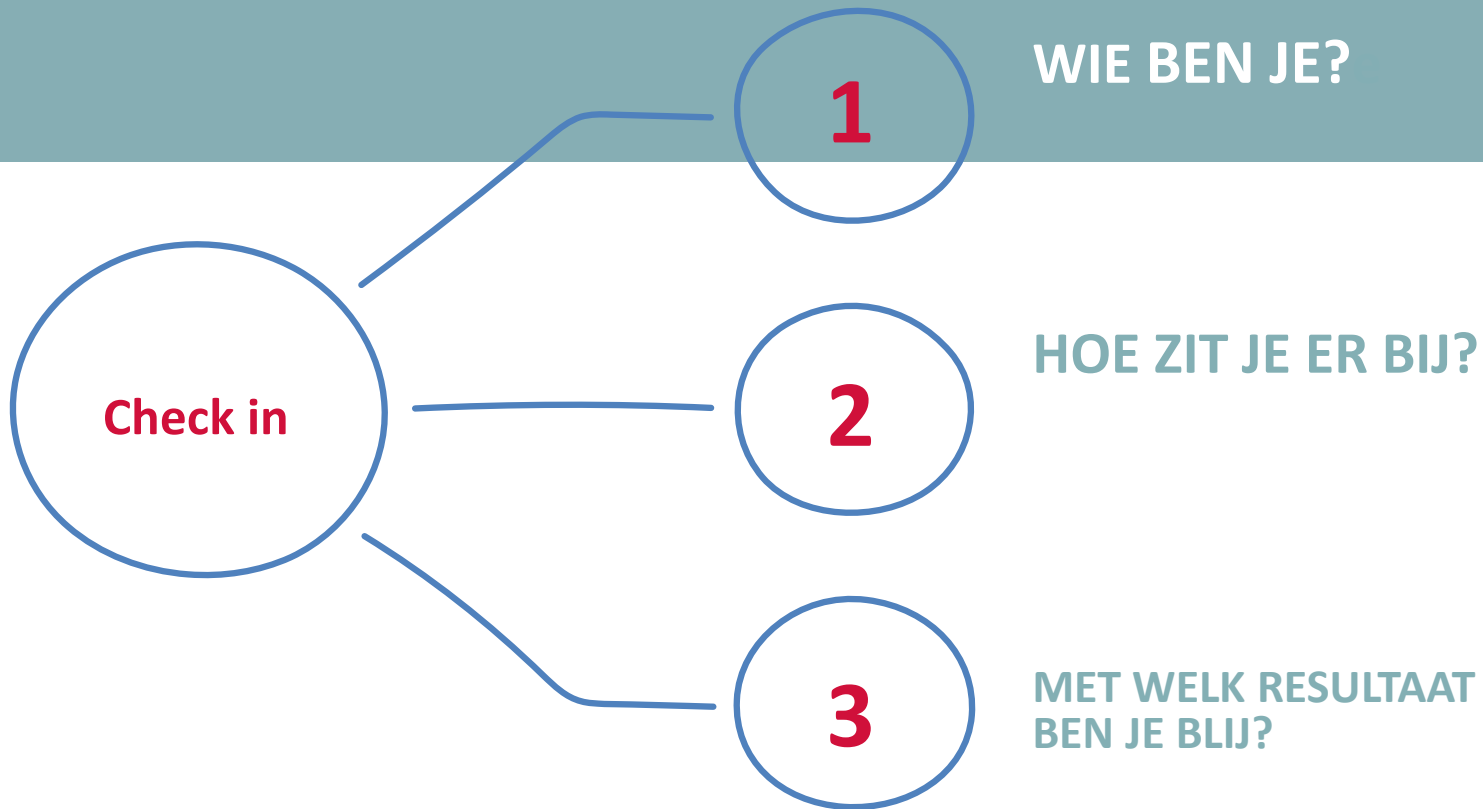 1
WIE BEN JE?
Check in
2
HOE ZIT JE ER BIJ?
3
MET WELK RESULTAAT
BEN JE BLIJ?